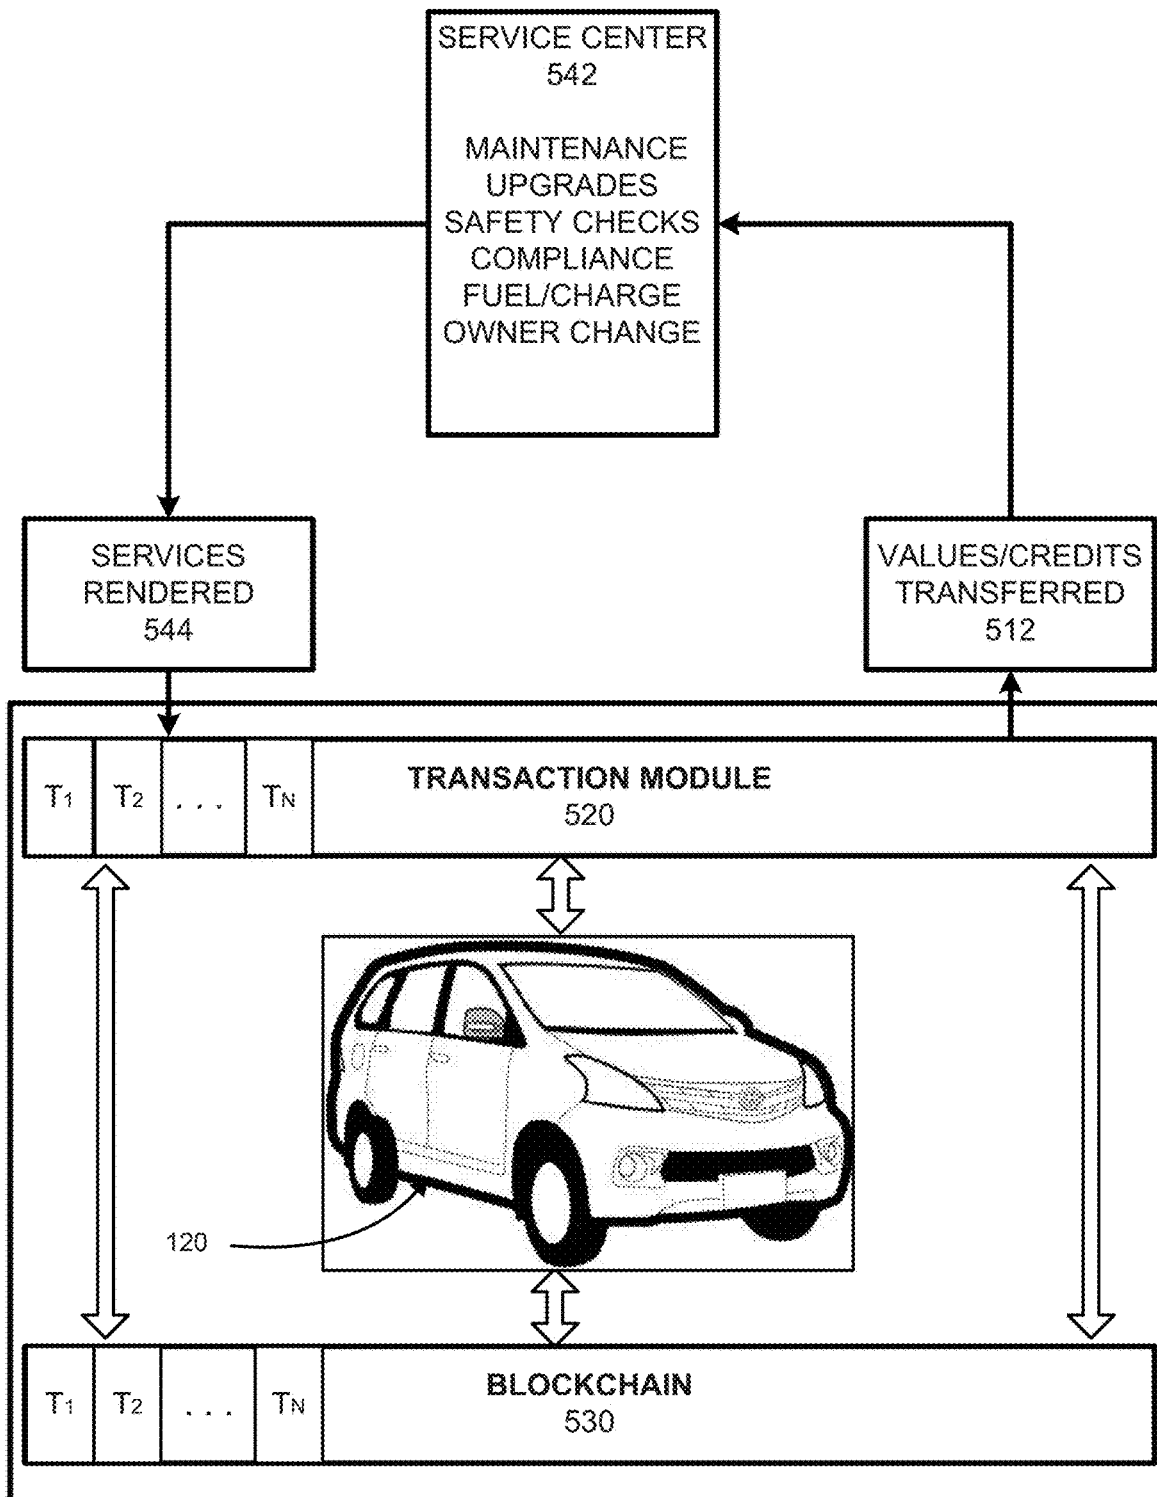 SERVICE CENTER
542
MAINTENANCE
UPGRADES
SAFETY CHECKS
COMPLIANCE
FUEL/CHARGE
OWNER CHANGE
SERVICES
RENDERED
544
VALUES/CREDITS
TRANSFERRED
512
T1 T2 . . . TN
TRANSACTION MODULE
520
120
T1 T2 . . . TN
BLOCKCHAIN
530